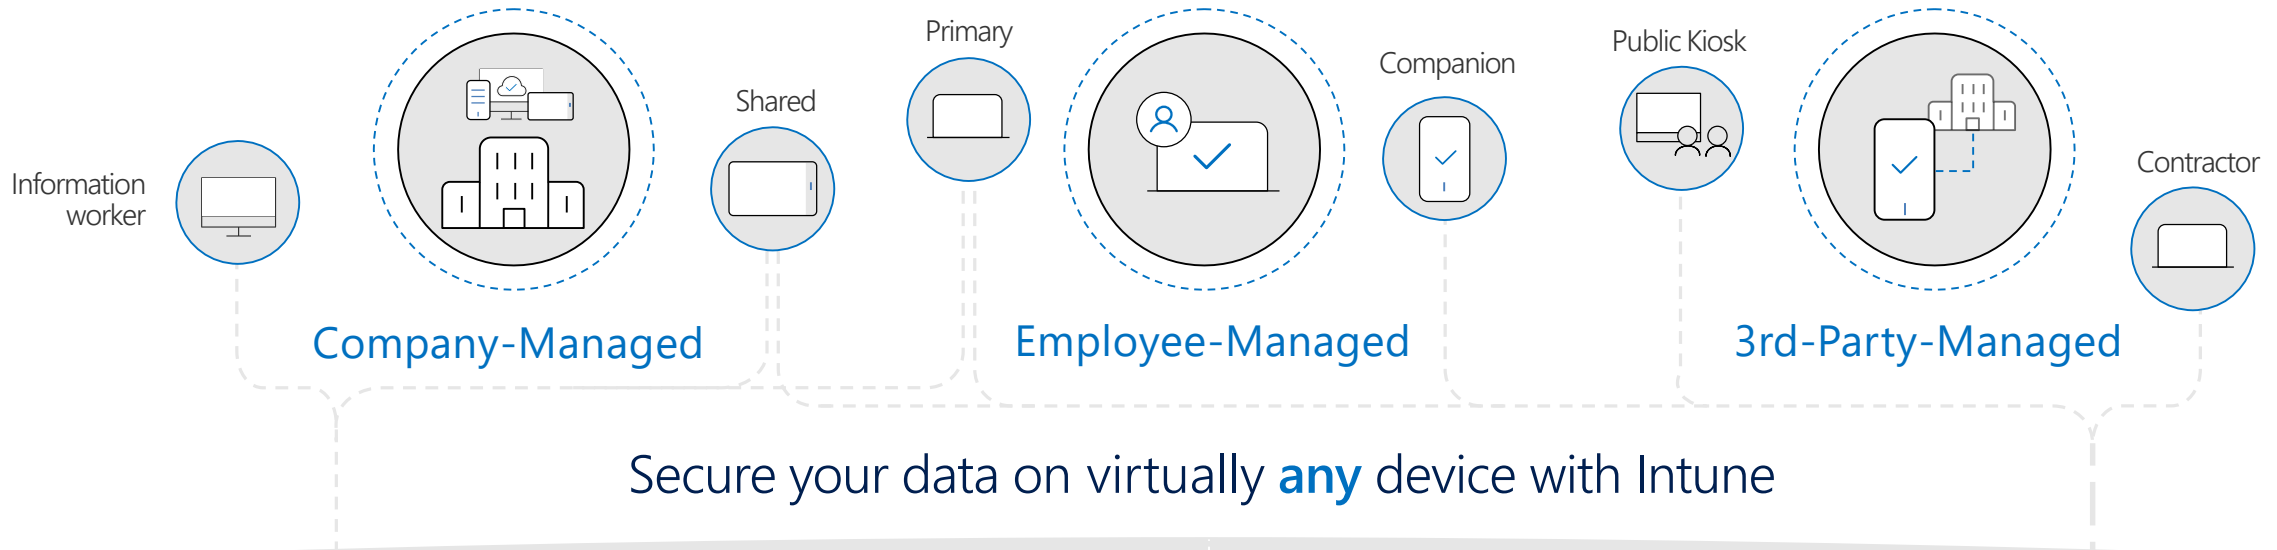 Information
worker
Shared
Company-Managed
Primary
Companion
Employee-Managed
Public Kiosk
Contractor
3rd-Party-Managed
Secure your data on virtually any device with Intune